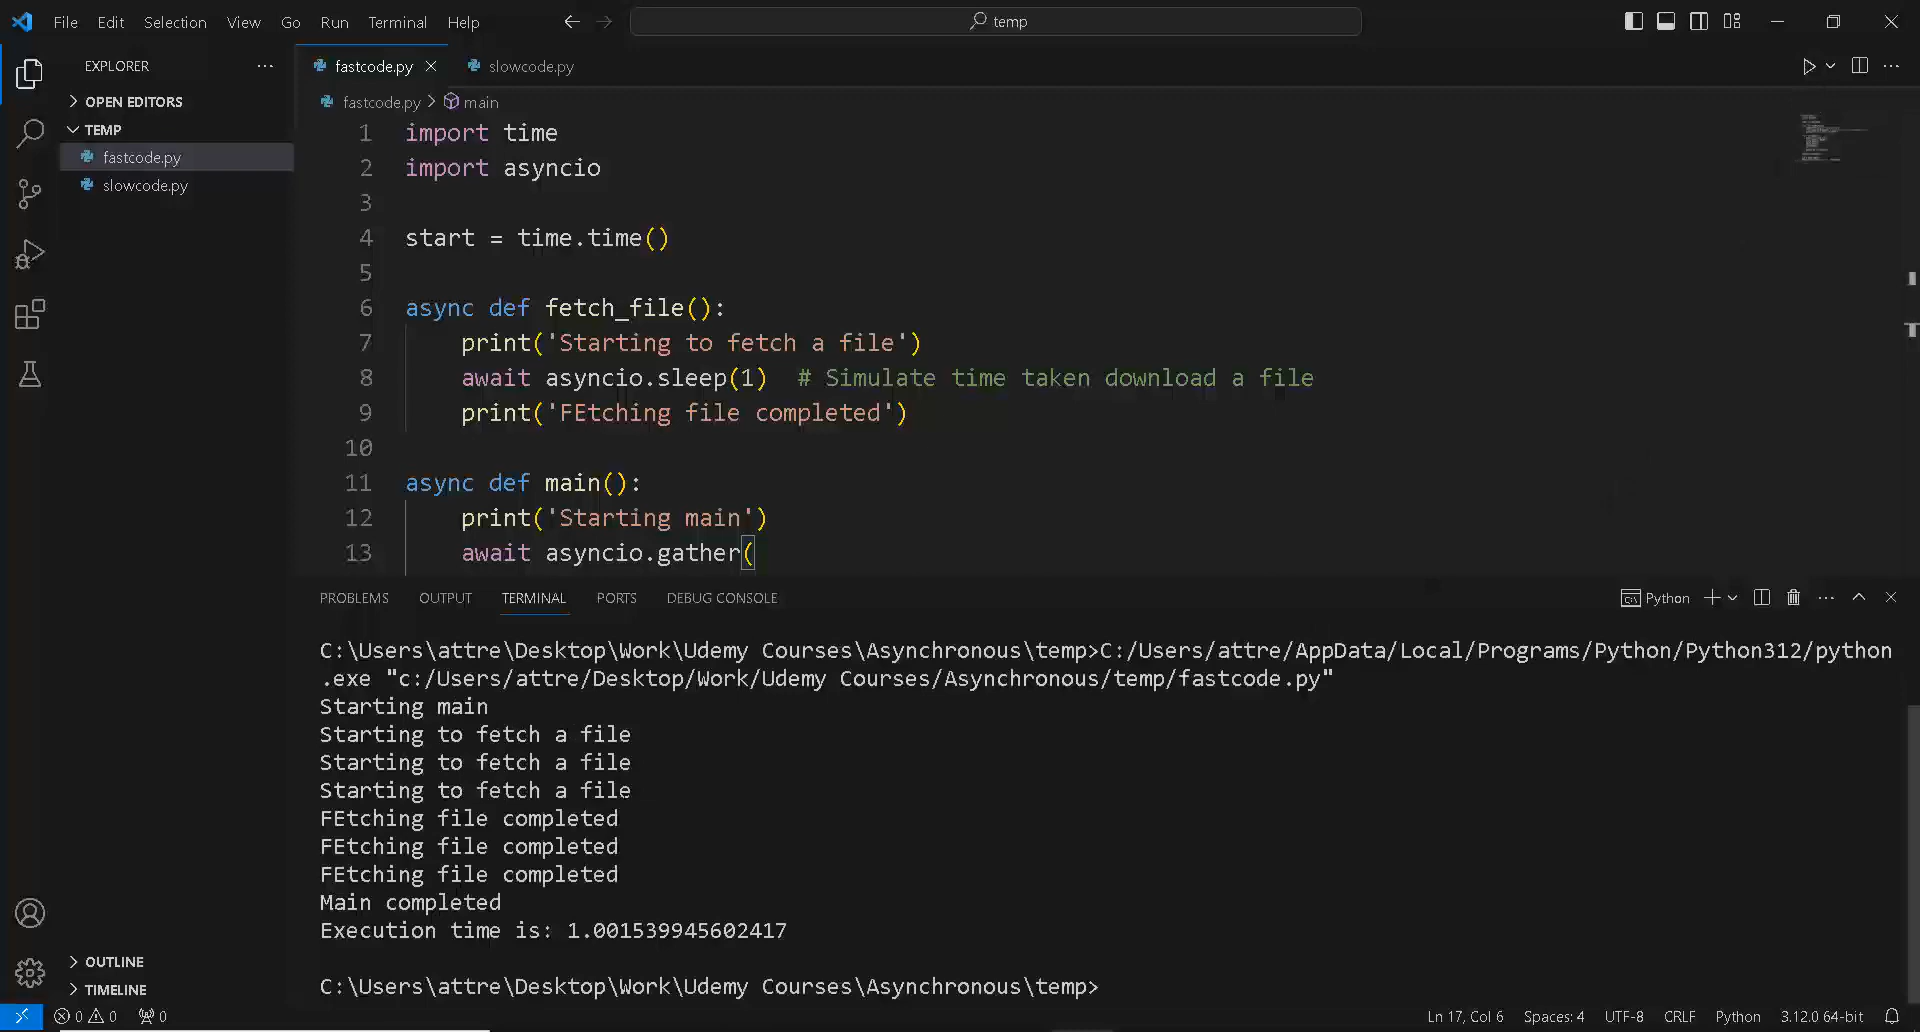 File Edit Selection View Go Run Terminal Help temp
EXPLORER
OPEN EDITORS
TEMP
fastcode.py
slowcode.py
OUTLINE
TIMELINE
fastcode.py slowcode.py
fastcode.py main
1 import time
2 import asyncio
3
4 start = time.time()
5
6 async def fetch_file():
7 print('Starting to fetch a file')
8 await asyncio.sleep(1) # Simulate time taken download a file
9 print('FEtching file completed')
10
11 async def main():
12 print('Starting main')
13 await asyncio.gather(
PROBLEMS OUTPUT TERMINAL PORTS DEBUG CONSOLE Python
C:\Users\attre\Desktop\Work\Udemy Courses\Asynchronous\temp>C:/Users/attre/AppData/Local/Programs/Python/Python312/python
.exe "c:/Users/attre/Desktop/Work/Udemy Courses/Asynchronous/temp/fastcode.py"
Starting main
Starting to fetch a file
Starting to fetch a file
Starting to fetch a file
FEtching file completed
FEtching file completed
FEtching file completed
Main completed
Execution time is: 1.001539945602417
C:\Users\attre\Desktop\Work\Udemy Courses\Asynchronous\temp>
0 0 0 Ln 17, Col 6 Spaces: 4 UTF-8 CRLF Python 3.12.0 64-bit